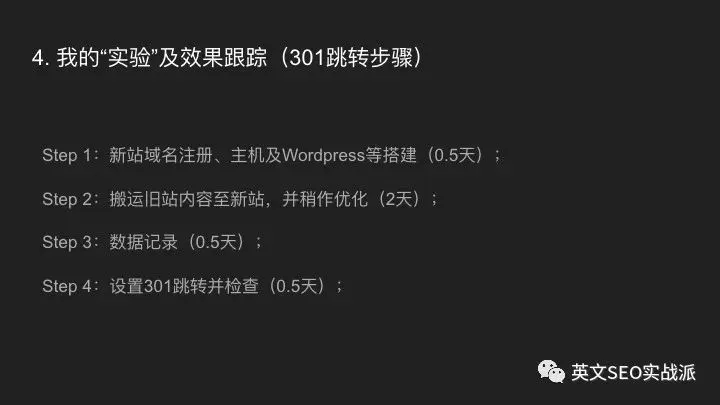 4. 我的“实验”及效果跟踪（301跳转步骤）
Step 1：新站域名注册、主机及Wordpress等搭建（0.5天）；
Step 2：搬运旧站内容至新站，并稍作优化（2天）；
Step 3：数据记录（0.5天）；
Step 4：设置301跳转并检查（0.5天）；
英文SEO实战派